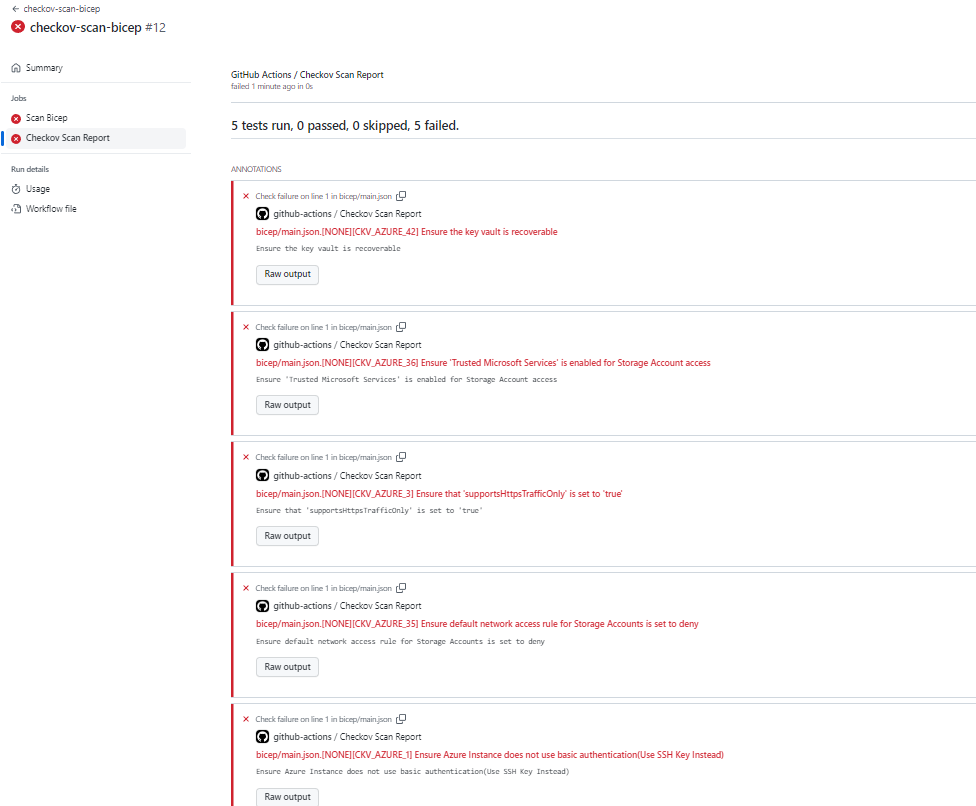 ← checkov-scan-bicep
checkov-scan-bicep #12
Summary
Jobs
Scan Bicep
Checkov Scan Report
Run details
Usage
Workflow file
GitHub Actions / Checkov Scan Report
failed 1 minute ago in 0s
5 tests run, 0 passed, 0 skipped, 5 failed.
ANNOTATIONS
Check failure on line 1 in bicep/main.json
github-actions / Checkov Scan Report
bicep/main.json.[NONE][CKV_AZURE_42] Ensure the key vault is recoverable
Ensure the key vault is recoverable
Raw output
Check failure on line 1 in bicep/main.json
github-actions / Checkov Scan Report
bicep/main.json.[NONE][CKV_AZURE_36] Ensure 'Trusted Microsoft Services' is enabled for Storage Account access
Ensure 'Trusted Microsoft Services' is enabled for Storage Account access
Raw output
Check failure on line 1 in bicep/main.json
github-actions / Checkov Scan Report
bicep/main.json.[NONE][CKV_AZURE_3] Ensure that 'supportsHttpsTrafficOnly' is set to 'true'
Ensure that 'supportsHttpsTrafficOnly' is set to 'true'
Raw output
Check failure on line 1 in bicep/main.json
github-actions / Checkov Scan Report
bicep/main.json.[NONE][CKV_AZURE_35] Ensure default network access rule for Storage Accounts is set to deny
Ensure default network access rule for Storage Accounts is set to deny
Raw output
Check failure on line 1 in bicep/main.json
github-actions / Checkov Scan Report
bicep/main.json.[NONE][CKV_AZURE_1] Ensure Azure Instance does not use basic authentication(Use SSH Key Instead)
Ensure Azure Instance does not use basic authentication(Use SSH Key Instead)
Raw output